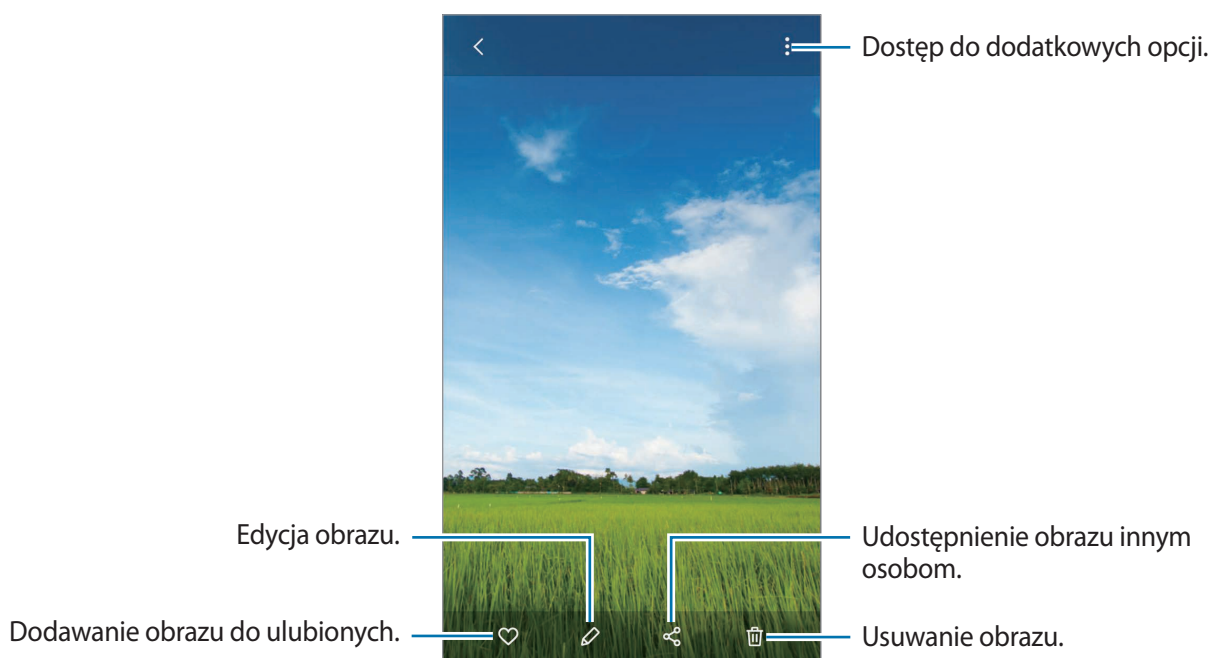 Dostęp do dodatkowych opcji.
Edycja obrazu.
Udostępnienie obrazu innym
osobom.
Dodawanie obrazu do ulubionych.
Usuwanie obrazu.